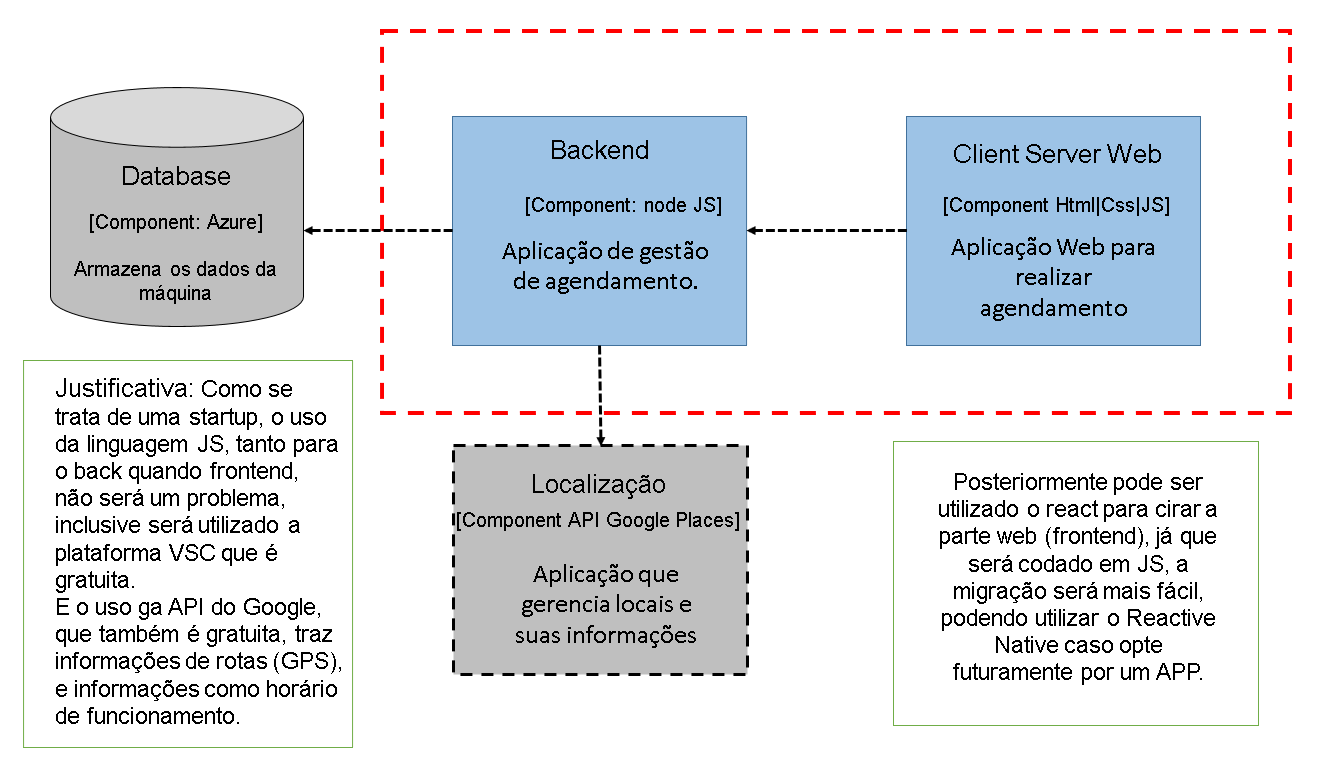 Database
[Component: Azure]
Armazena os dados da
máquina
Backend
[Component: node JS]
Aplicação de gestão
de agendamento.
Client Server Web
[Component Html|Css|JS]
Aplicação Web para
realizar
agendamento
Justificativa: Como se
trata de uma startup, o uso
da linguagem JS, tanto para
o back quando frontend,
não será um problema,
inclusive será utilizado a
plataforma VSC que é
gratuita.
E o uso ga API do Google,
que também é gratuita, traz
informações de rotas (GPS),
e informações como horário
de funcionamento.
Localização
[Component API Google Places]
Aplicação que
gerencia locais e
suas informações
Posteriormente pode ser
utilizado o react para cirar a
parte web (frontend), já que
será codado em JS, a
migração será mais fácil,
podendo utilizar o Reactive
Native caso opte
futuramente por um APP.